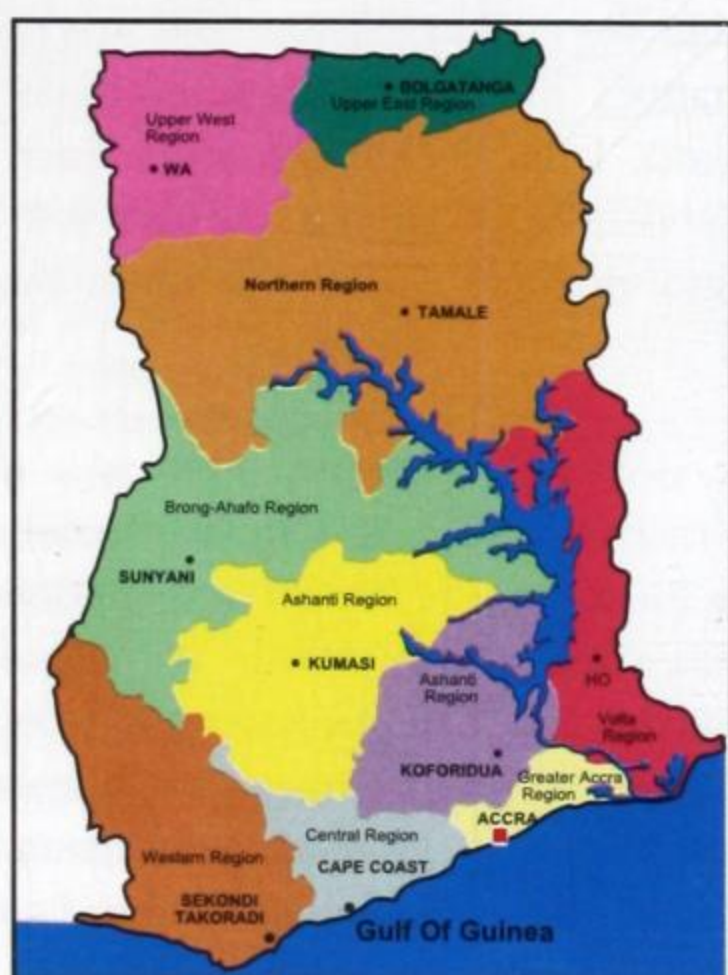 BOLGATANGA
Upper East Region
Upper West
Region
WA
Northern Region
TAMALE
Brong-Ahafo Region
SUNYANI
Ashanti Region
KUMASI
Ashanti
Region
HO
Volta
Region
KOFORIDUA
Greater Accra
Region
ACCRA
Central Region
CAPE COAST
Western Region
SEKONDI
TAKORADI
Gulf Of Guinea